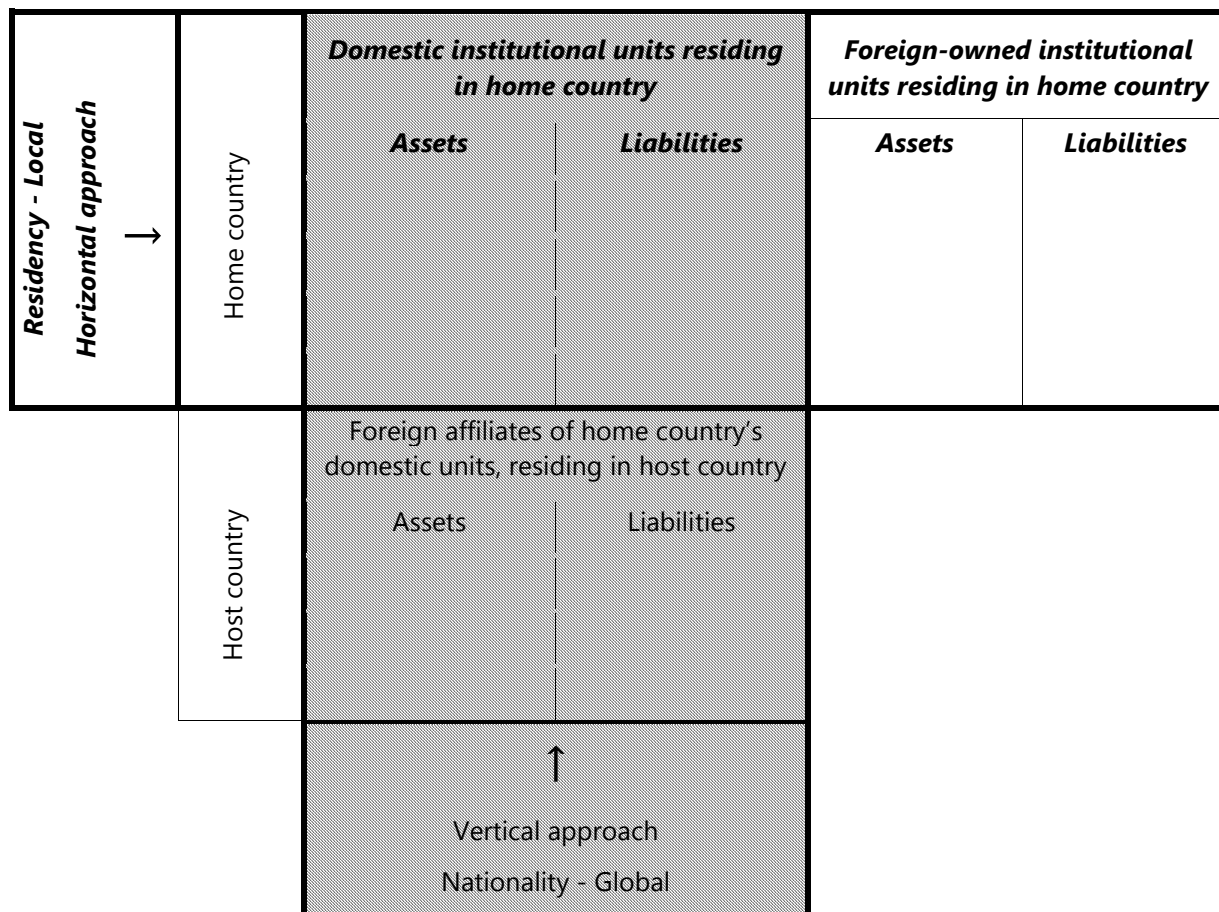 Residency - Local
Horizontal approach
→
Home country
Domestic institutional units residing
in home country
Assets
Liabilities
Foreign-owned institutional
units residing in home country
Assets
Liabilities
Host country
Foreign affiliates of home country’s
domestic units, residing in host country
Assets
Liabilities
↑
Vertical approach
Nationality - Global